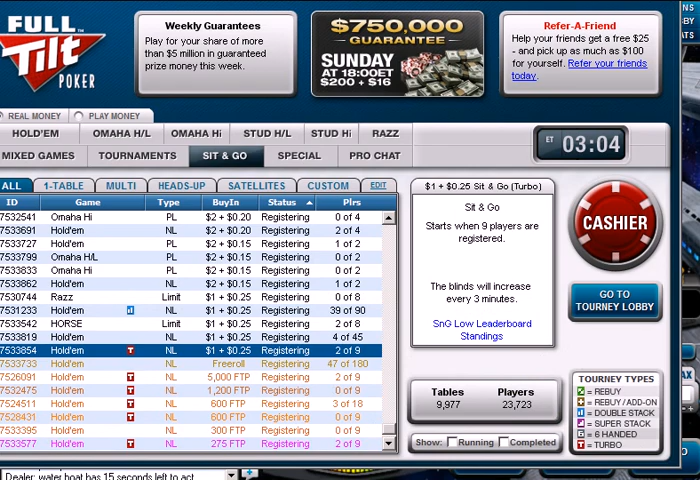 FULL
Tilt
POKER
Weekly Guarantees
Play for your share of more
than $5 million in guaranteed
prize money this week.
$750,000
GUARANTEE
SUNDAY
AT 18:00ET
$200 + $16
Refer-A-Friend
Help your friends get a free $25
- and pick up as much as $100
for yourself. Refer your friends
today.
REAL MONEY PLAY MONEY
HOLD'EM OMAHA H/L OMAHA Hi STUD H/L STUD Hi RAZZ
MIXED GAMES TOURNAMENTS SIT & GO SPECIAL PRO CHAT
ET 03:04
ALL 1-TABLE MULTI HEADS-UP SATELLITES CUSTOM EDIT
ID Game Type BuyIn Status Plrs
7532541 Omaha Hi PL $2 + $0.20 Registering 0 of 4
7533691 Hold'em NL $2 + $0.20 Registering 2 of 4
7533727 Hold'em PL $2 + $0.15 Registering 1 of 2
7533799 Omaha H/L PL $2 + $0.15 Registering 0 of 2
7533833 Omaha Hi PL $2 + $0.15 Registering 0 of 2
7533862 Hold'em NL $2 + $0.15 Registering 1 of 2
7530744 Razz Limit $1 + $0.25 Registering 0 of 8
7531233 Hold'em NL $1 + $0.25 Registering 39 of 90
7533542 HORSE Limit $1 + $0.25 Registering 2 of 8
7533819 Hold'em NL $1 + $0.25 Registering 4 of 45
7533854 Hold'em T NL $1 + $0.25 Registering 2 of 9
7533733 Hold'em NL Freeroll Registering 47 of 180
7526091 Hold'em T NL 5,000 FTP Registering 2 of 9
7532475 Hold'em T NL 1,200 FTP Registering 0 of 9
7524511 Hold'em T NL 600 FTP Registering 3 of 18
7528431 Hold'em T NL 600 FTP Registering 0 of 9
7533395 Hold'em NL 300 FTP Registering 0 of 9
7533577 Hold'em T NL 275 FTP Registering 2 of 9
$1 + $0.25 Sit & Go (Turbo)
Sit & Go
Starts when 9 players are
registered.
The blinds will increase
every 3 minutes.
SnG Low Leaderboard
Standings
Tables Players
9,977 23,723
Show: Running Completed
CASHIER
GO TO
TOURNEY LOBBY
TOURNEY TYPES
= REBUY
= REBUY / ADD-ON
= DOUBLE STACK
= SUPER STACK
6 = 6 HANDED
T = TURBO
Dealer: water boat has 15 seconds left to act